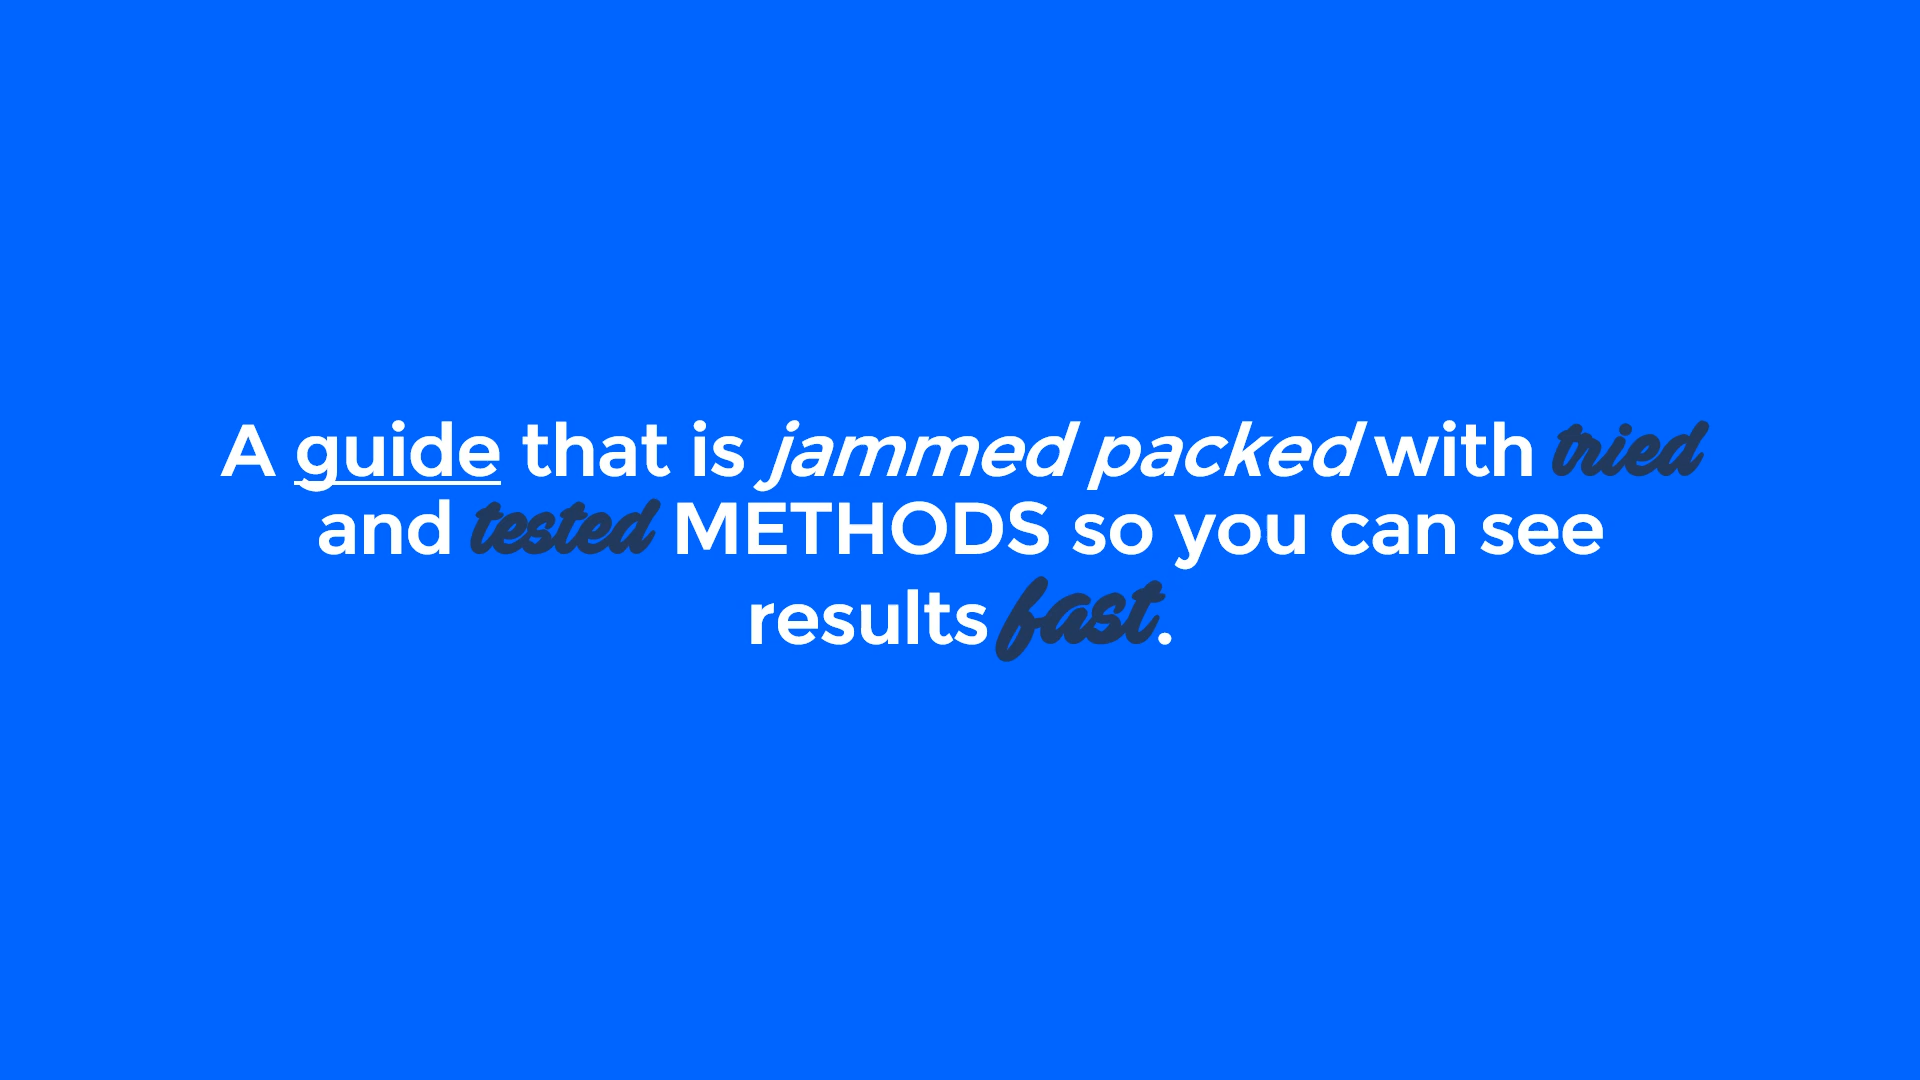 A guide that is jammed packed with tried
and tested METHODS so you can see
results fast.